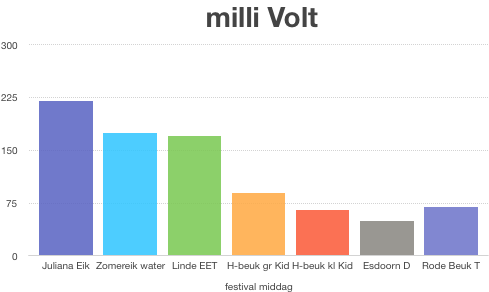 milli Volt
300
225
150
75
0
Juliana Eik Zomereik water Linde EET H-beuk gr Kid H-beuk kl Kid Esdoorn D Rode Beuk T
festival middag